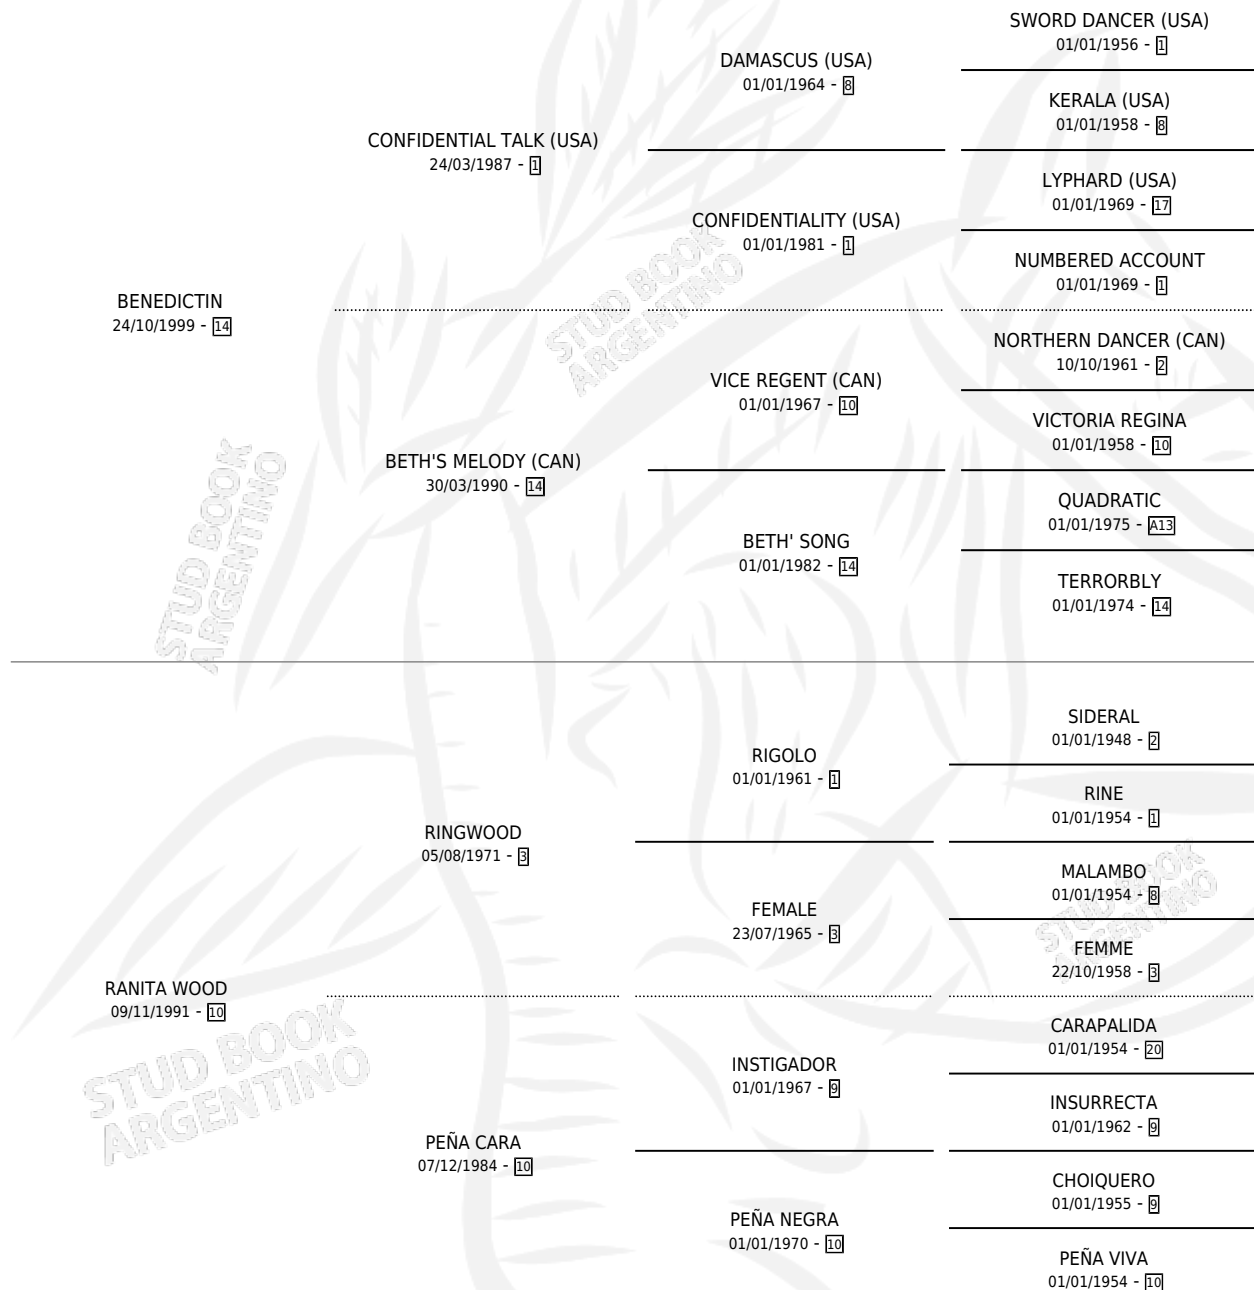 SWORD DANCER (USA)
01/01/1956 - 1
DAMASCUS (USA)
01/01/1964 - 8
KERALA (USA)
01/01/1958 - 8
CONFIDENTIAL TALK (USA)
24/03/1987 - 1
LYPHARD (USA)
01/01/1969 - 17
CONFIDENTIALITY (USA)
01/01/1981 - 1
NUMBERED ACCOUNT
01/01/1969 - 1
BENEDICTIN
24/10/1999 - 14
NORTHERN DANCER (CAN)
10/10/1961 - 2
VICE REGENT (CAN)
01/01/1967 - 10
VICTORIA REGINA
01/01/1958 - 10
BETH'S MELODY (CAN)
30/03/1990 - 14
QUADRATIC
01/01/1975 - A13
BETH' SONG
01/01/1982 - 14
TERRORBLY
01/01/1974 - 14
SIDERAL
01/01/1948 - 2
RIGOLO
01/01/1961 - 1
RINE
01/01/1954 - 1
RINGWOOD
05/08/1971 - 3
MALAMBO
01/01/1954 - 8
FEMALE
23/07/1965 - 3
FEMME
22/10/1958 - 3
RANITA WOOD
09/11/1991 - 10
CARAPALIDA
01/01/1954 - 20
INSTIGADOR
01/01/1967 - 9
INSURRECTA
01/01/1962 - 9
PEÑA CARA
07/12/1984 - 10
CHOIQUERO
01/01/1955 - 9
PEÑA NEGRA
01/01/1970 - 10
PEÑA VIVA
01/01/1954 - 10
STUD BOOK
ARGENTINO
STUD BOOK
ARGENTINO
STUD BOOK
ARGENTINO
STUD BOOK
ARGENTINO